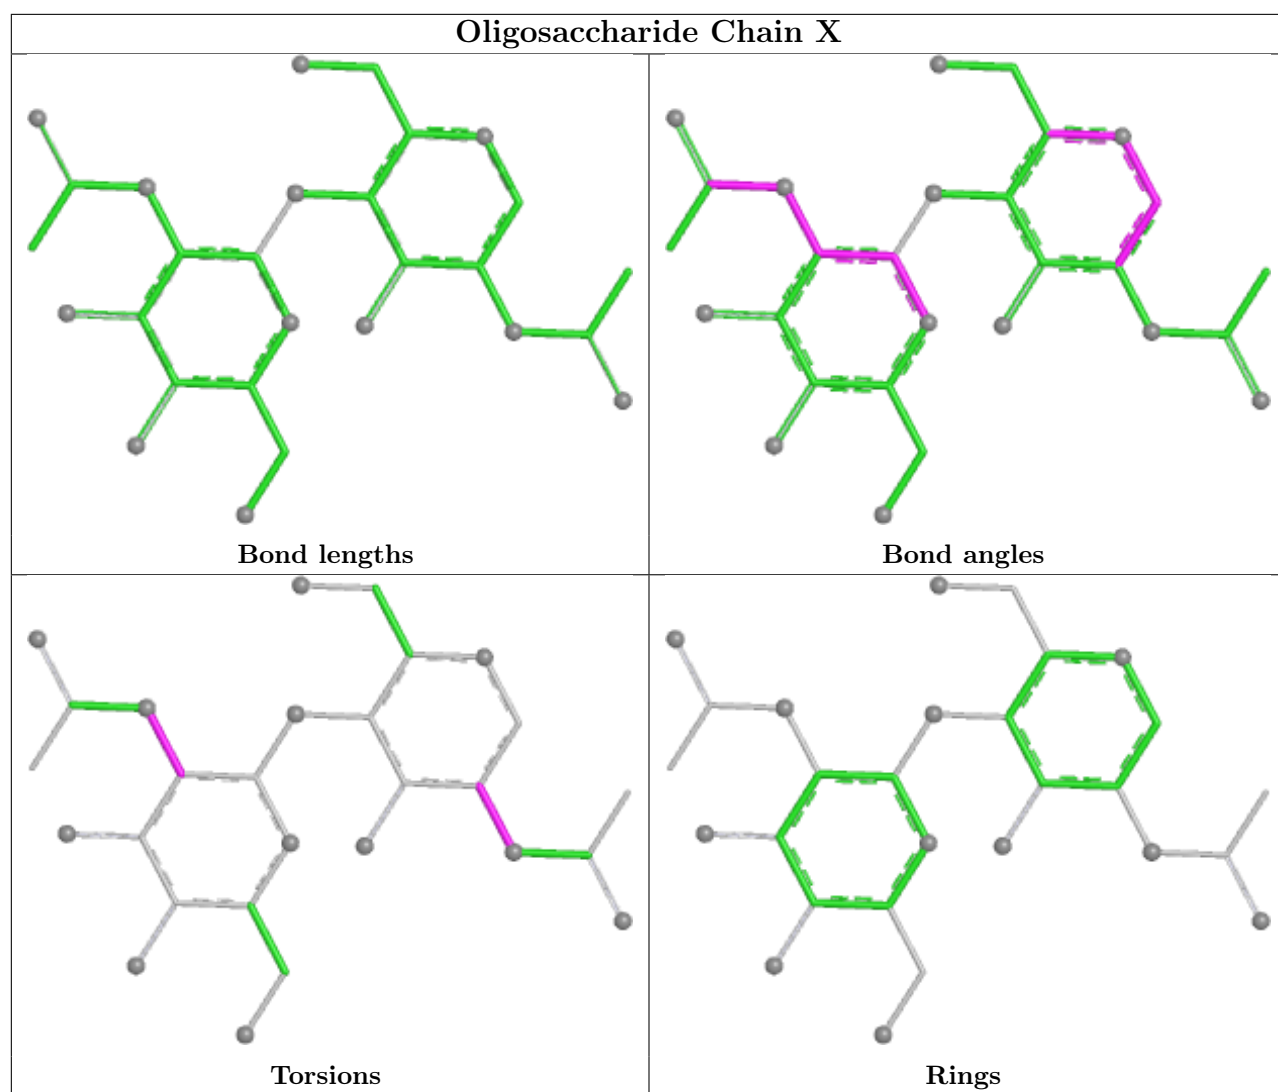 Oligosaccharide Chain X
Bond lengths
Bond angles
Torsions
Rings